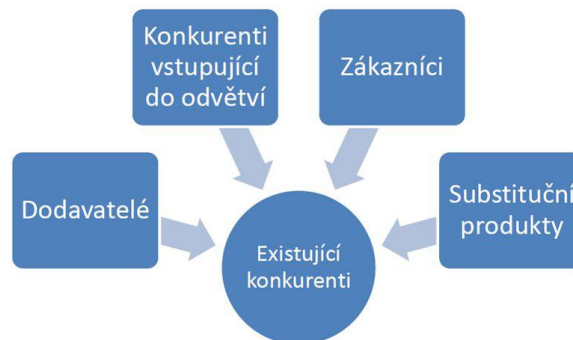 Konkurenti
vstupující
do odvětví
Zákazníci
Dodavatelé
Substituční
produkty
Existující
konkurenti